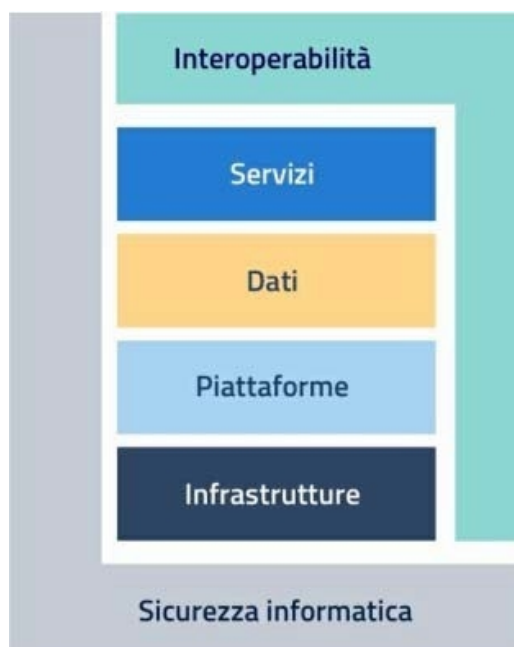 Interoperabilità
Servizi
Dati
Piattaforme
Infrastrutture
Sicurezza informatica